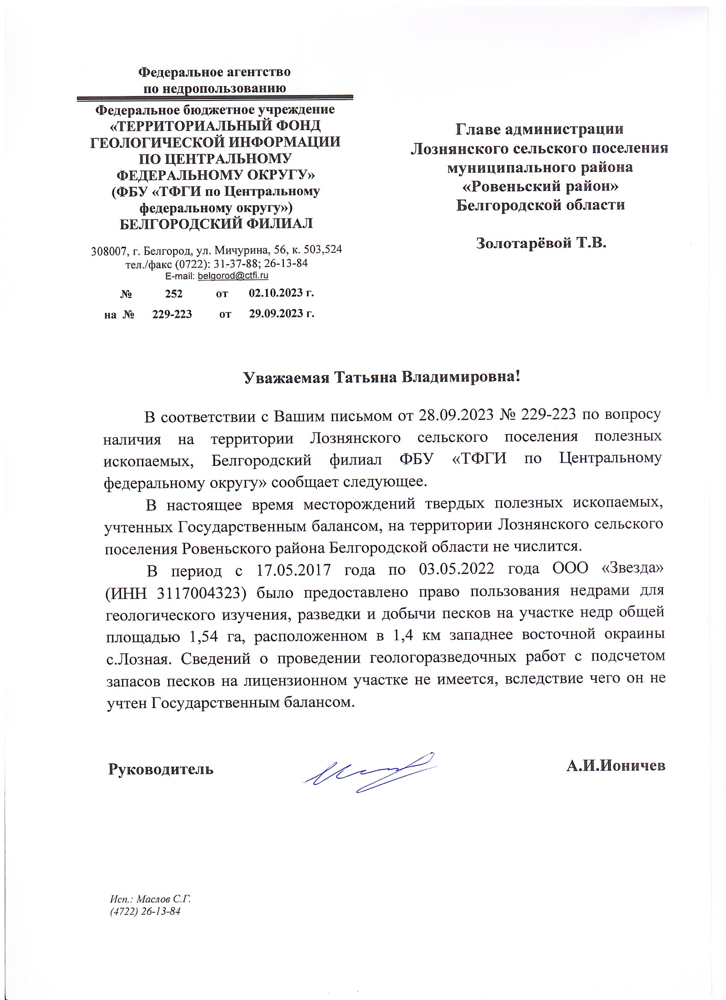 Федеральное агентство
по недропользованию
Федеральное бюджетное учреждение
«ТЕРРИТОРИАЛЬНЫЙ ФОНД
ГЕОЛОГИЧЕСКОЙ ИНФОРМАЦИИ
ПО ЦЕНТРАЛЬНОМУ
ФЕДЕРАЛЬНОМУ ОКРУГУ»
(ФБУ «ТФГИ по Центральному
федеральному округу»)
БЕЛГОРОДСКИЙ ФИЛИАЛ
308007, г. Белгород, ул. Мичурина, 56, к. 503,524
тел./факс (0722): 31-37-88; 26-13-84
E-mail: belgorod@ctfi.ru
№ 252 от 02.10.2023 г.
на № 229-223 от 29.09.2023 г.
Главе администрации
Лознянского сельского поселения
муниципального района
«Ровеньский район»
Белгородской области
Золотарёвой Т.В.
Уважаемая Татьяна Владимировна!
В соответствии с Вашим письмом от 28.09.2023 № 229-223 по вопросу
наличия на территории Лознянского сельского поселения полезных
ископаемых, Белгородский филиал ФБУ «ТФГИ по Центральному
федеральному округу» сообщает следующее.
В настоящее время месторождений твердых полезных ископаемых,
учтенных Государственным балансом, на территории Лознянского сельского
поселения Ровеньского района Белгородской области не числится.
В период с 17.05.2017 года по 03.05.2022 года ООО «Звезда»
(ИНН 3117004323) было предоставлено право пользования недрами для
геологического изучения, разведки и добычи песков на участке недр общей
площадью 1,54 га, расположенном в 1,4 км западнее восточной окраины
с.Лозная. Сведений о проведении геологоразведочных работ с подсчетом
запасов песков на лицензионном участке не имеется, вследствие чего он не
учтен Государственным балансом.
Руководитель А.И.Ионичев
Исп.: Маслов С.Г.
(4722) 26-13-84